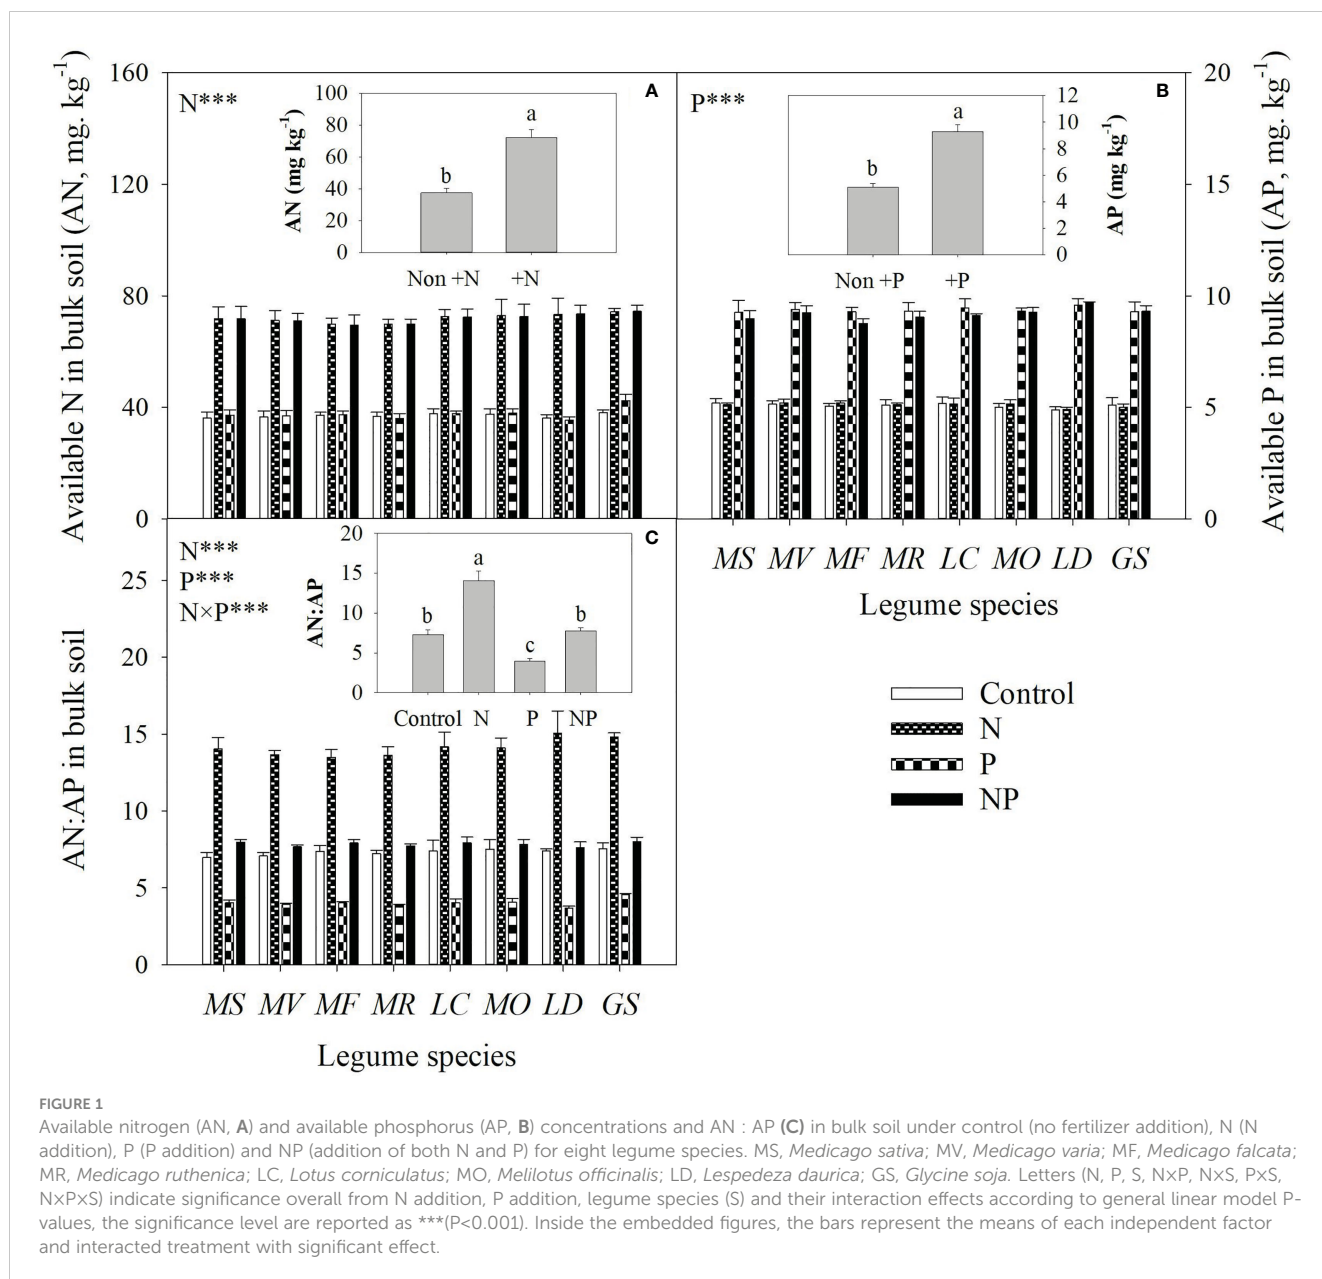 160
120
80
40
0
Available N in bulk soil (AN, mg. kg-1)
N***
A
100
80
60
40
20
0
AN (mg kg-1)
b
a
Non +N
+N
P***
B
12
10
8
6
4
2
0
AP (mg kg-1)
b
a
Non +P
+P
20
15
10
5
0
Available P in bulk soil (AP, mg. kg-1)
MS MV MF MR LC MO LD GS
Legume species
N***
P***
N×P***
C
20
15
10
5
0
AN:AP
b
a
c
b
Control N P NP
25
20
15
10
5
0
AN:AP in bulk soil
MS MV MF MR LC MO LD GS
Legume species
Control
N
P
NP
FIGURE 1
Available nitrogen (AN, A) and available phosphorus (AP, B) concentrations and AN : AP (C) in bulk soil under control (no fertilizer addition), N (N
addition), P (P addition) and NP (addition of both N and P) for eight legume species. MS, Medicago sativa; MV, Medicago varia; MF, Medicago falcata;
MR, Medicago ruthenica; LC, Lotus corniculatus; MO, Melilotus officinalis; LD, Lespedeza daurica; GS, Glycine soja. Letters (N, P, S, N×P, N×S, P×S,
N×P×S) indicate significance overall from N addition, P addition, legume species (S) and their interaction effects according to general linear model P-
values, the significance level are reported as ***(P<0.001). Inside the embedded figures, the bars represent the means of each independent factor
and interacted treatment with significant effect.